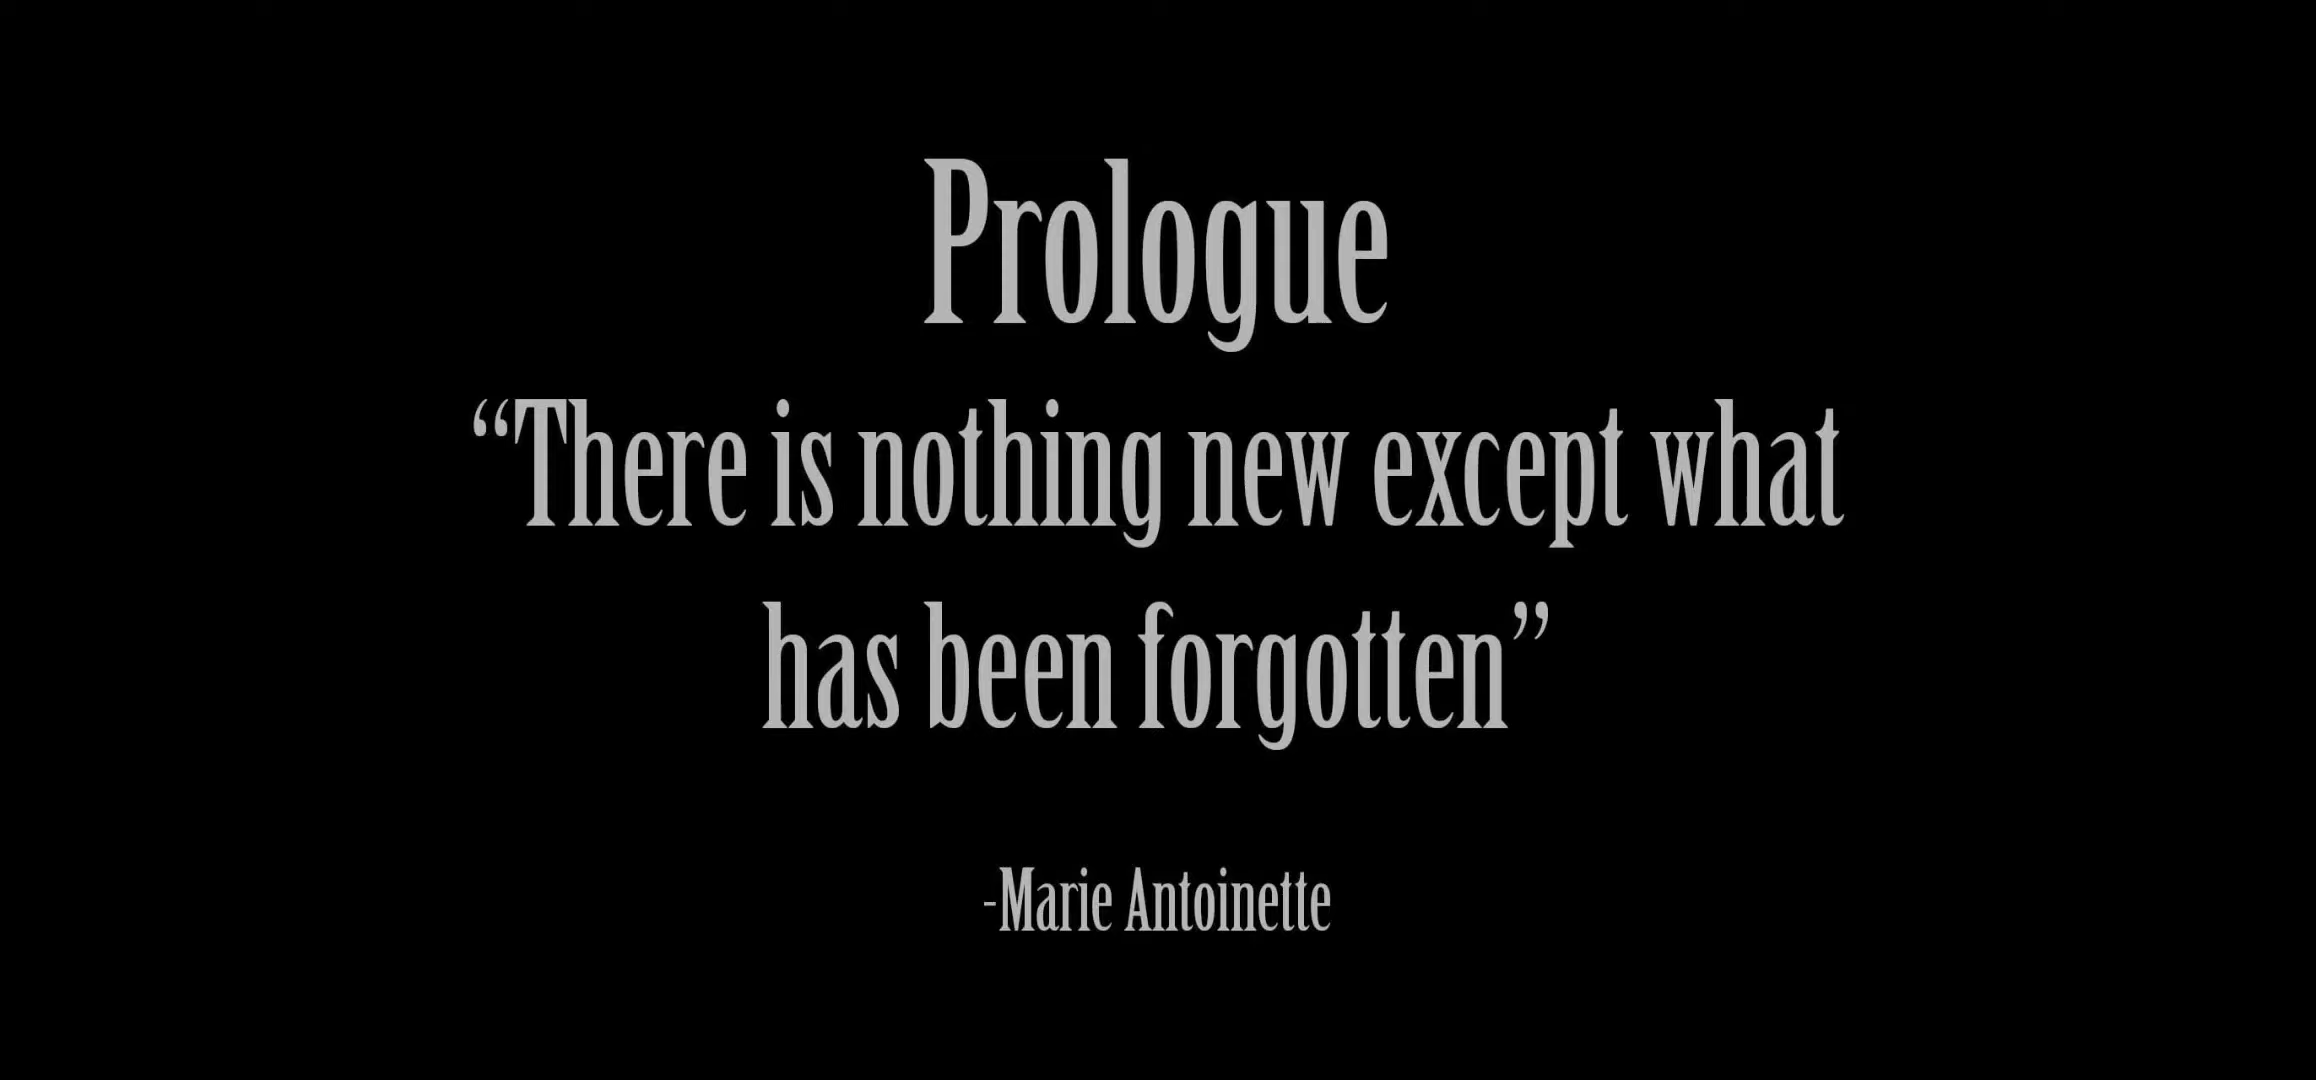 Prologue
“There is nothing new except what
has been forgotten”
-Marie Antoinette